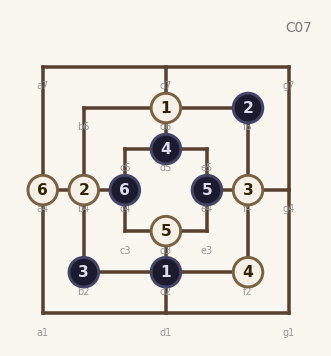 C07
a7 d7 g7
1 2
b6 d6 f6
4
c5 d5 e5
6 2 6 5 3
a4 b4 c4 e4 f4 g4
5
c3 d3 e3
3 1 4
b2 d2 f2
a1 d1 g1